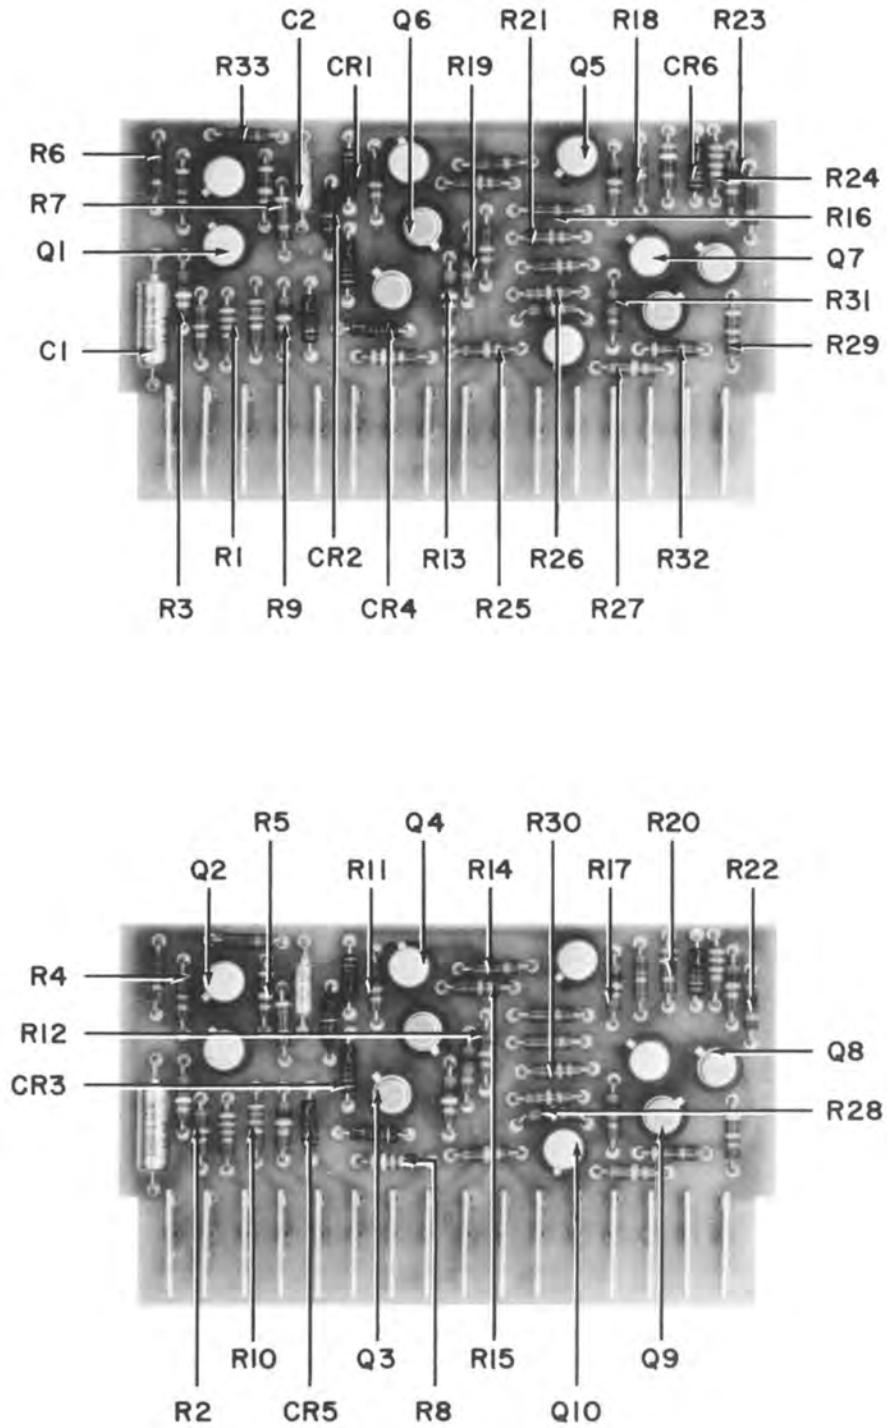 C2 Q6 R21 R18 R23
R33 CR1 R19 Q5 CR6
R6
R24
R7
R16
Q1
Q7
R31
C1
R29
R1 CR2 R13 R26 R32
R3 R9 CR4 R25 R27
R5 Q4 R30 R20
Q2 R11 R14 R17 R22
R4
R12
Q8
CR3
R28
R10 Q3 R15 Q9
R2 CR5 R8 Q10